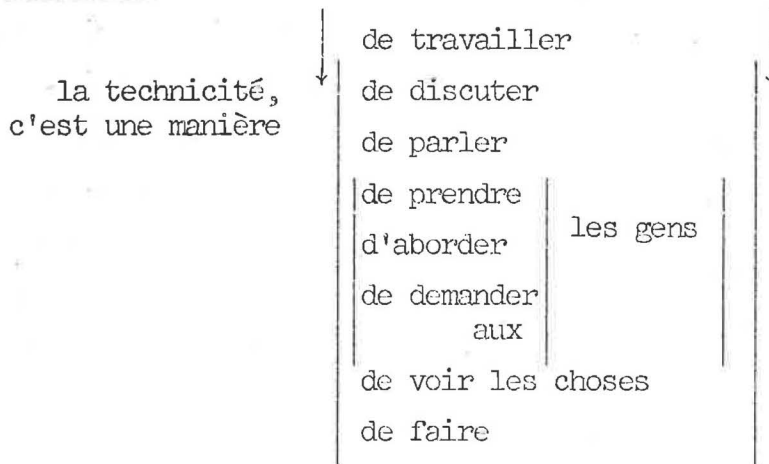 de travailler
la technicité,
c'est une manière
de discuter
de parler
de prendre
d'aborder
de demander
aux
les gens
de voir les choses
de faire